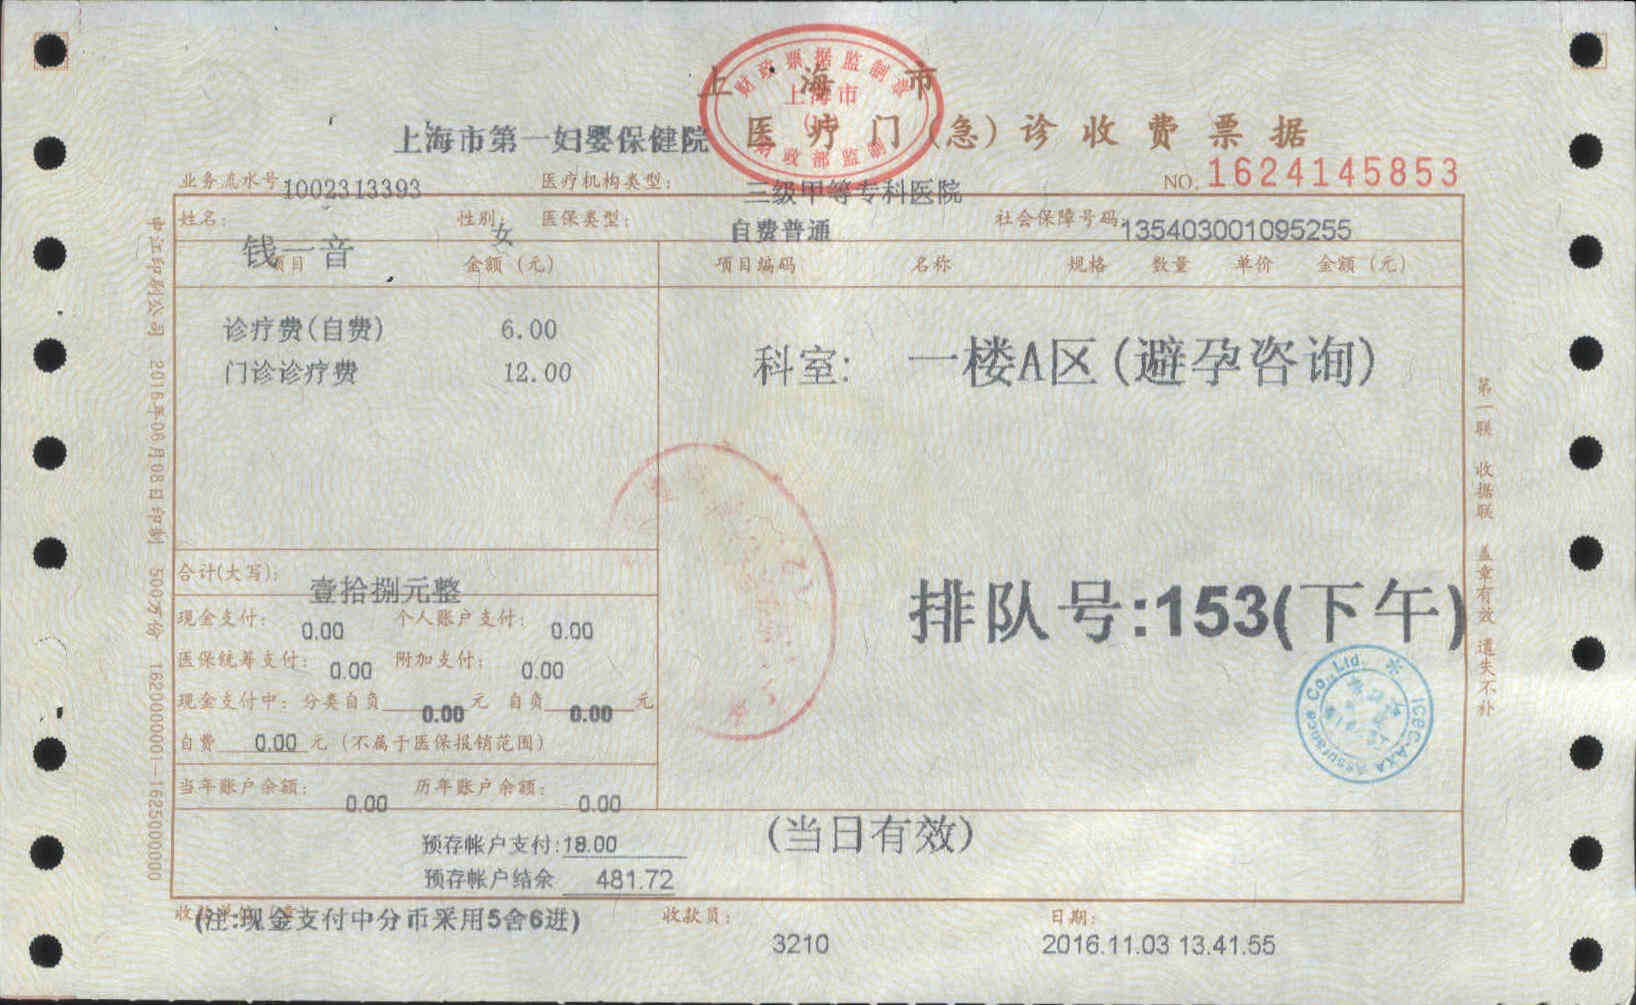 上海市
医疗门(急)诊收费票据
财政票据监制章
上海市
财政部监制
上海市第一妇婴保健院
NO. 1624145853
业务流水号 1002313393 医疗机构类型: 三级甲等专科医院
姓名: 钱一音 性别: 女 医保类型: 自费普通 社会保障号码: 135403001095255
项目 金额(元) 项目编码 名称 规格 数量 单价 金额(元)
诊疗费(自费) 6.00
门诊诊疗费 12.00
科室: 一楼A区(避孕咨询)
排队号:153(下午)
合计(大写): 壹拾捌元整
现金支付: 0.00 个人账户支付: 0.00
医保统筹支付: 0.00 附加支付: 0.00
现金支付中: 分类自负 0.00 元 自负 0.00 元
自费 0.00 元 (不属于医保报销范围)
当年账户余额: 0.00 历年账户余额: 0.00
预存帐户支付:18.00
(当日有效)
预存帐户结余 481.72
(注:现金支付中分币采用5舍6进)
收款员: 3210
日期: 2016.11.03 13.41.55
第一联 收据联 盖章有效 遗失不补
2016年06月08日印制 500万份 1620000001-1625000000
ICBC-AXA Assurance Co., Ltd.